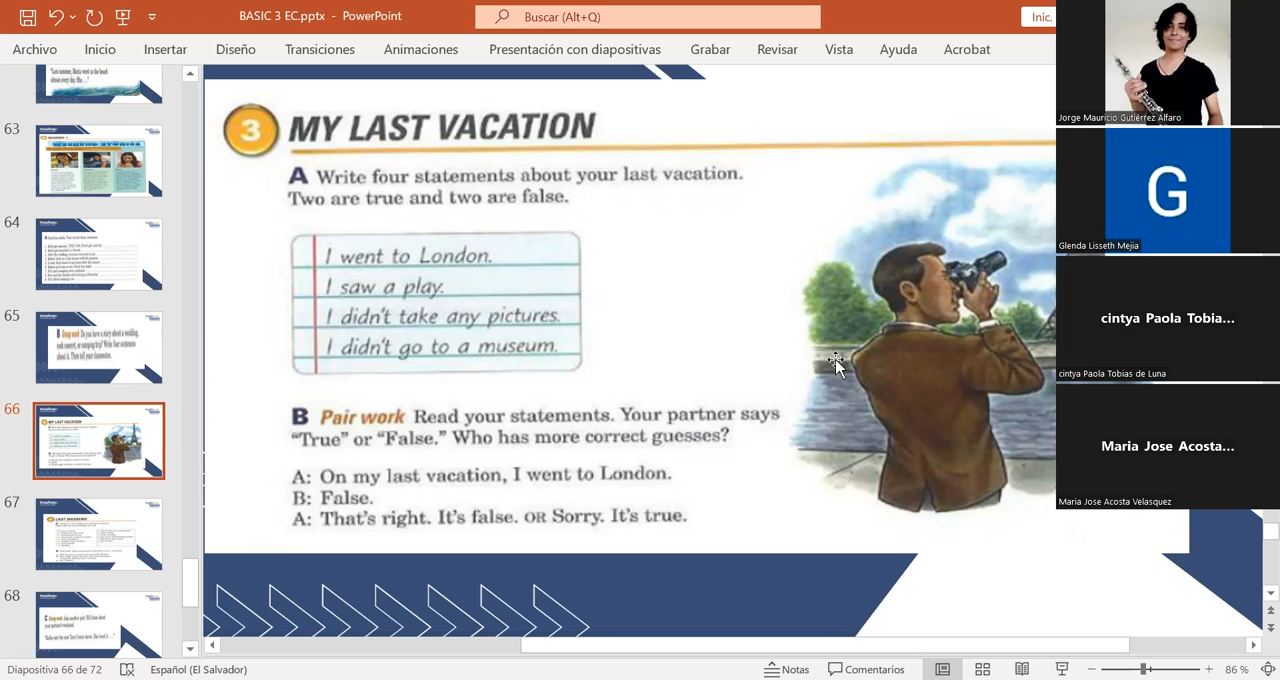 BASIC 3 EC.pptx - PowerPoint
Buscar (Alt+Q)
Inic.
Archivo Inicio Insertar Diseño Transiciones Animaciones Presentación con diapositivas Grabar Revisar Vista Ayuda Acrobat
63
64
65
66
67
68
3 MY LAST VACATION
A Write four statements about your last vacation.
Two are true and two are false.
I went to London.
I saw a play.
I didn't take any pictures.
I didn't go to a museum.
B Pair work Read your statements. Your partner says
"True" or "False." Who has more correct guesses?
A: On my last vacation, I went to London.
B: False.
A: That's right. It's false. OR Sorry. It's true.
Jorge Mauricio Gutiérrez Alfaro
G
Glenda Lisseth Mejia
cintya Paola Tobia...
cintya Paola Tobias de Luna
Maria Jose Acosta...
Maria Jose Acosta Velasquez
Diapositiva 66 de 72 Español (El Salvador) Notas Comentarios 86 %